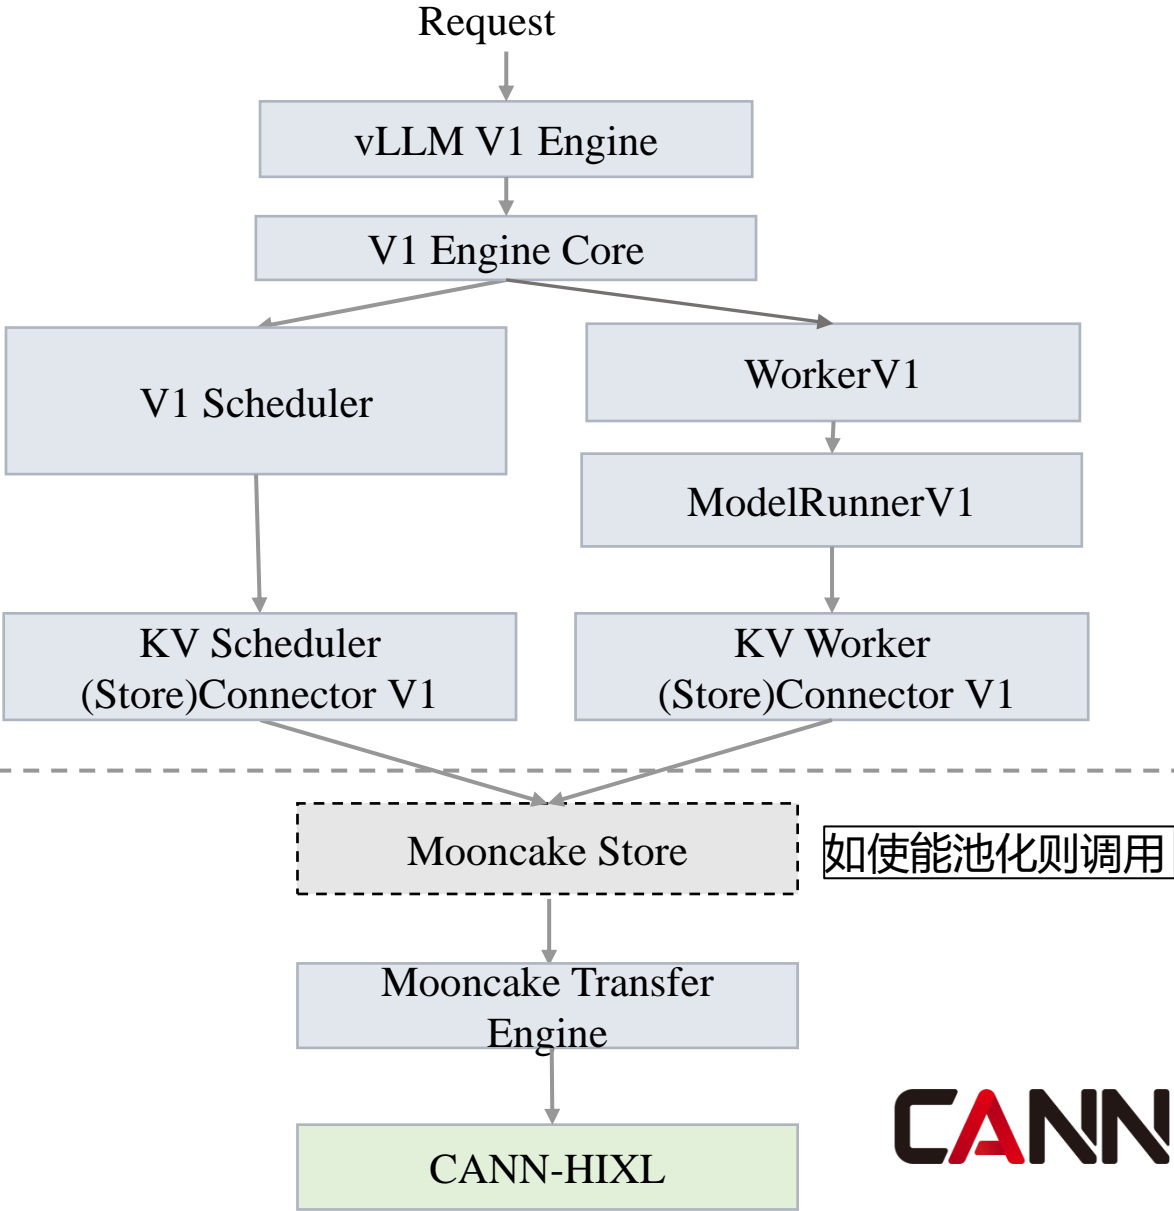 Request
vLLM V1 Engine
V1 Engine Core
V1 Scheduler
WorkerV1
ModelRunnerV1
KV Scheduler
(Store)Connector V1
KV Worker
(Store)Connector V1
Mooncake Store
如使能池化则调用
Mooncake Transfer
Engine
CANN
CANN-HIXL